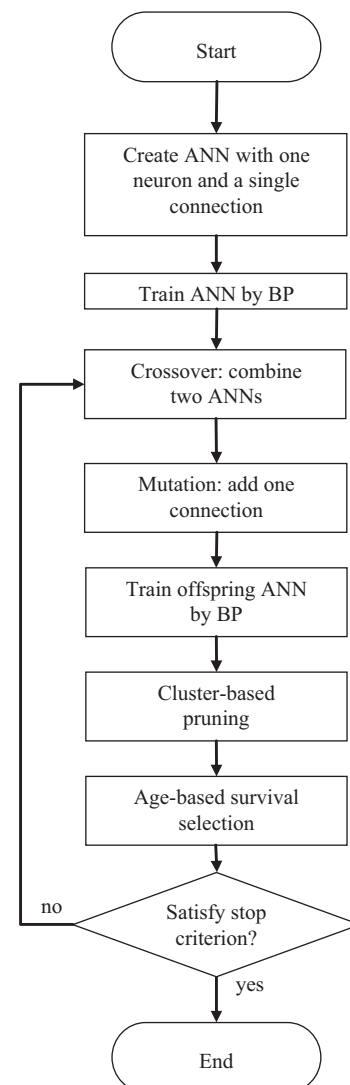 Start
Create ANN with one
neuron and a single
connection
Train ANN by BP
Crossover: combine
two ANNs
Mutation: add one
connection
Train offspring ANN
by BP
Cluster-based
pruning
Age-based survival
selection
no
Satisfy stop
criterion?
yes
End